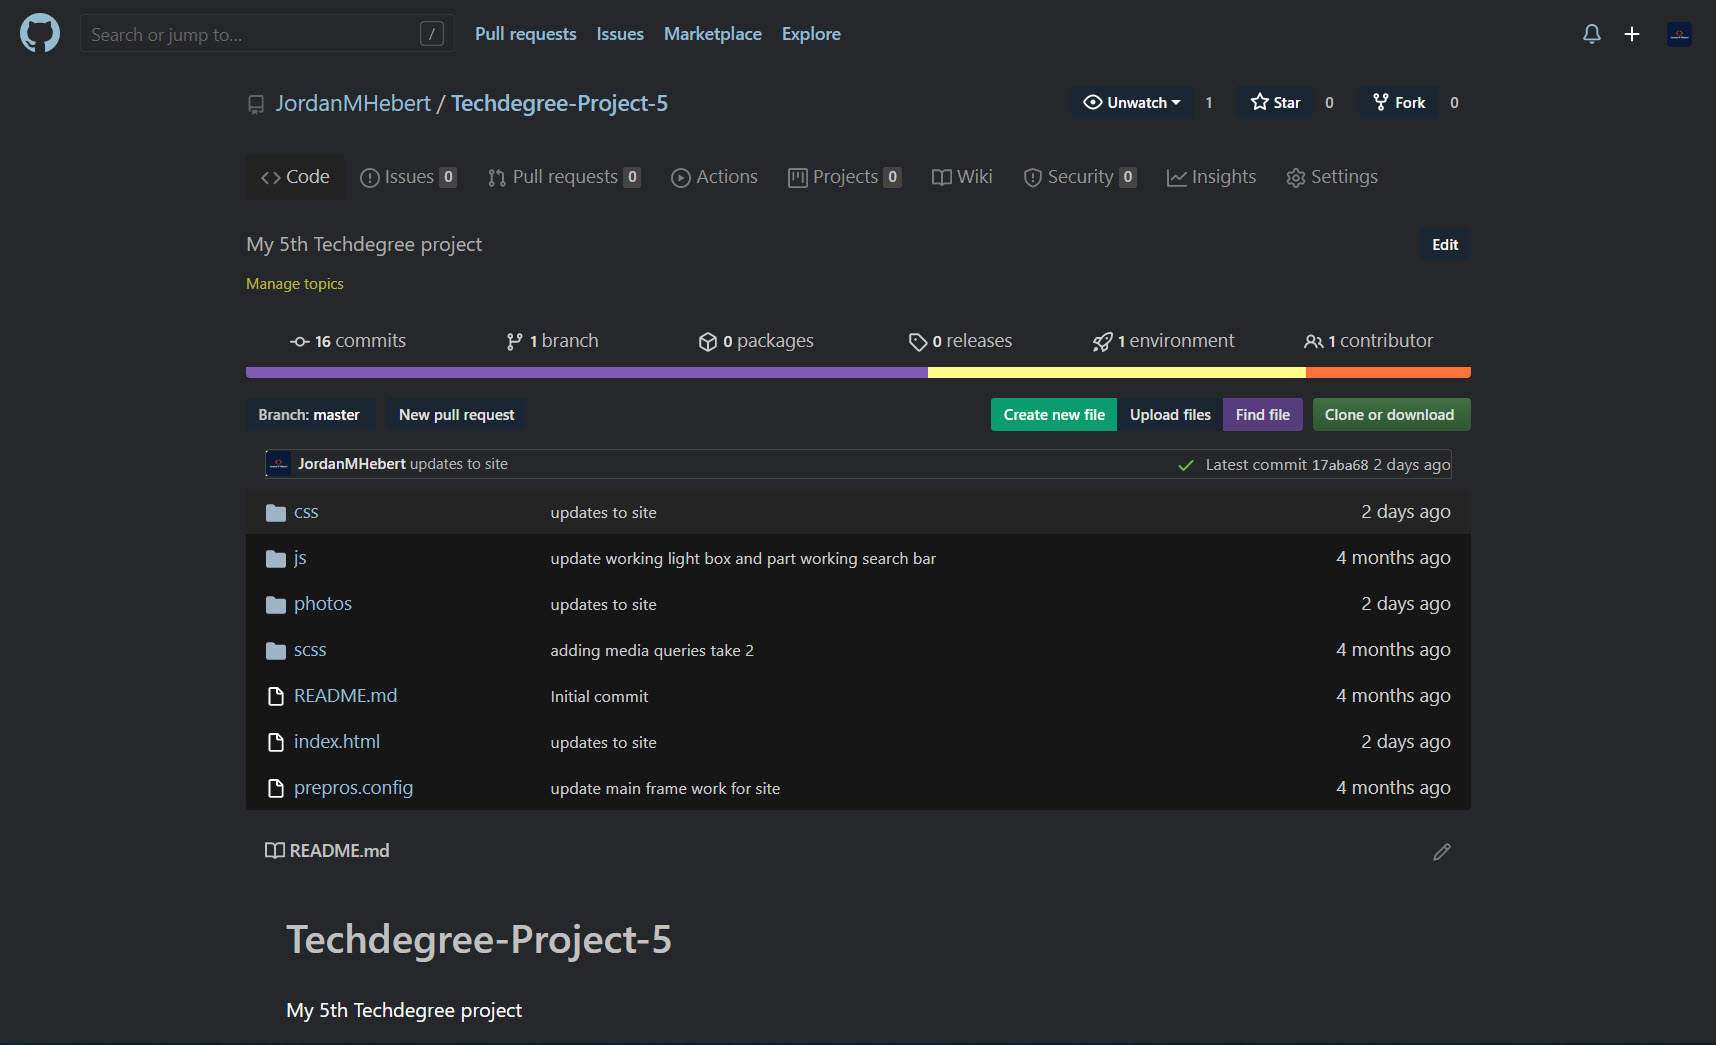 Search or jump to... /
Pull requests Issues Marketplace Explore
JordanMHebert / Techdegree-Project-5
Unwatch 1 Star 0 Fork 0
Code Issues 0 Pull requests 0 Actions Projects 0 Wiki Security 0 Insights Settings
My 5th Techdegree project
Edit
Manage topics
16 commits 1 branch 0 packages 0 releases 1 environment 1 contributor
Branch: master New pull request Create new file Upload files Find file Clone or download
JordanMHebert updates to site Latest commit 17aba68 2 days ago
css updates to site 2 days ago
js update working light box and part working search bar 4 months ago
photos updates to site 2 days ago
scss adding media queries take 2 4 months ago
README.md Initial commit 4 months ago
index.html updates to site 2 days ago
prepros.config update main frame work for site 4 months ago
README.md
Techdegree-Project-5
My 5th Techdegree project